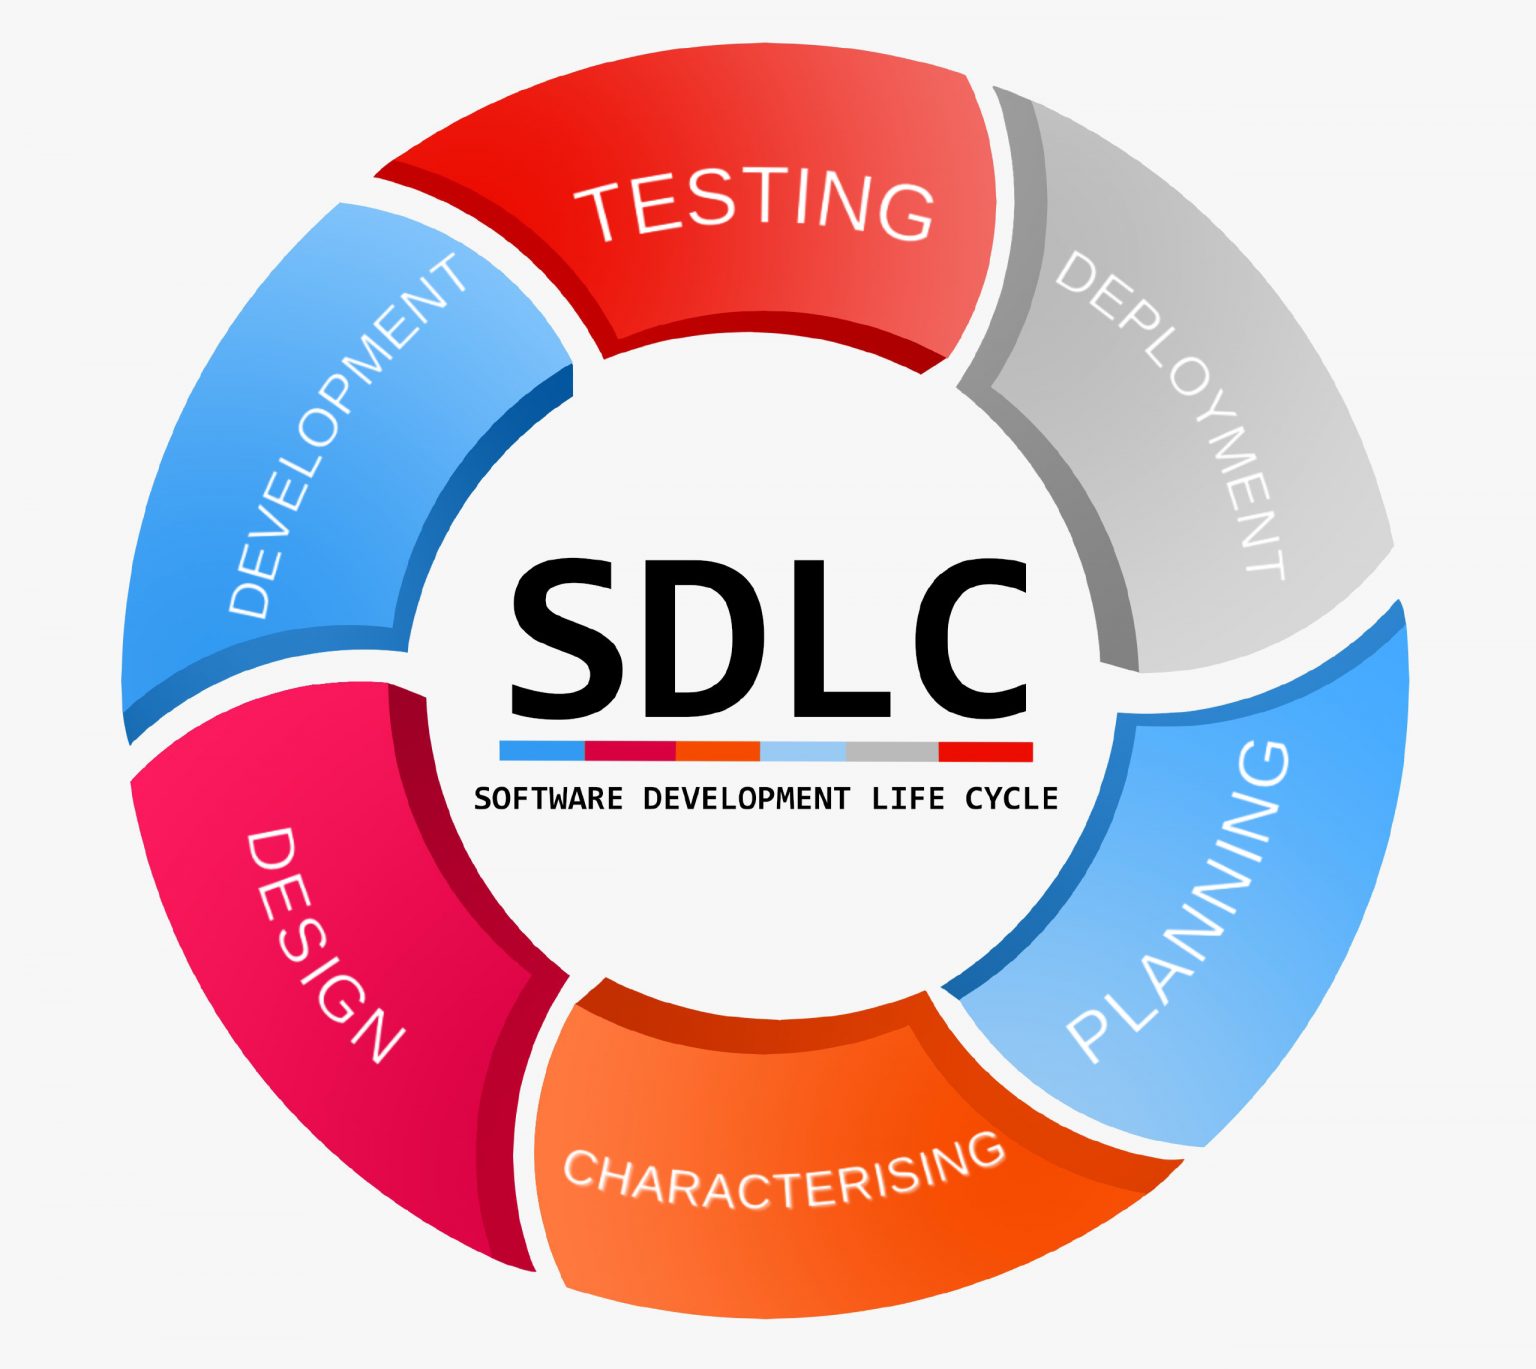 TESTING
DEPLOYMENT
PLANNING
CHARACTERISING
DESIGN
DEVELOPMENT
SDLC
SOFTWARE DEVELOPMENT LIFE CYCLE